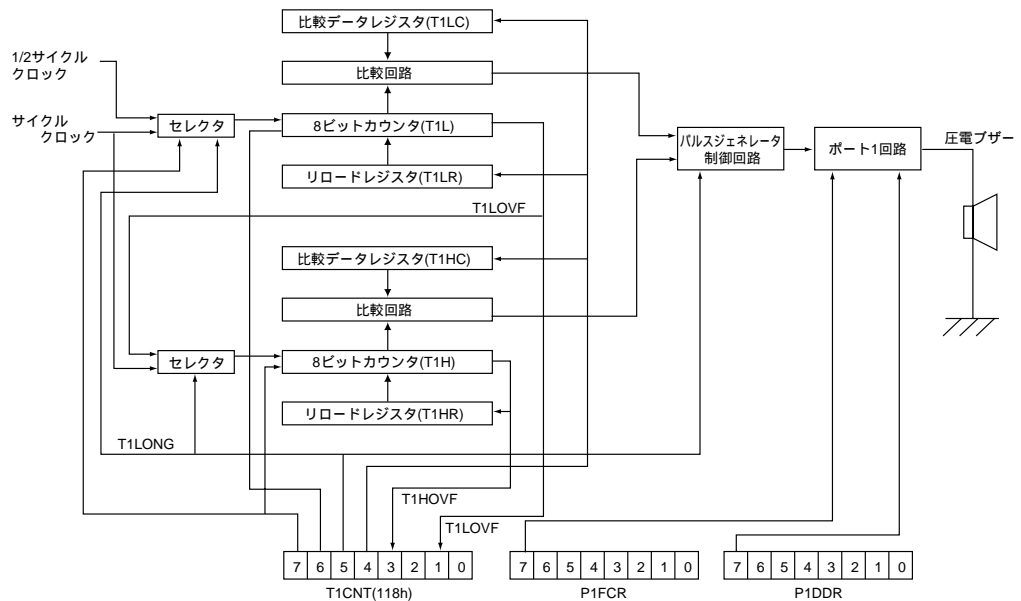 比較データレジスタ(T1LC)
1/2サイクル
クロック
比較回路
サイクル
クロック
セレクタ
8ビットカウンタ(T1L)
パルスジェネレータ
制御回路
ポート1回路
圧電ブザー
リロードレジスタ(T1LR)
T1LOVF
比較データレジスタ(T1HC)
比較回路
セレクタ
8ビットカウンタ(T1H)
リロードレジスタ(T1HR)
T1LONG
T1HOVF
T1LOVF
7 6 5 4 3 2 1 0
7 6 5 4 3 2 1 0
7 6 5 4 3 2 1 0
T1CNT(118h)
P1FCR
P1DDR